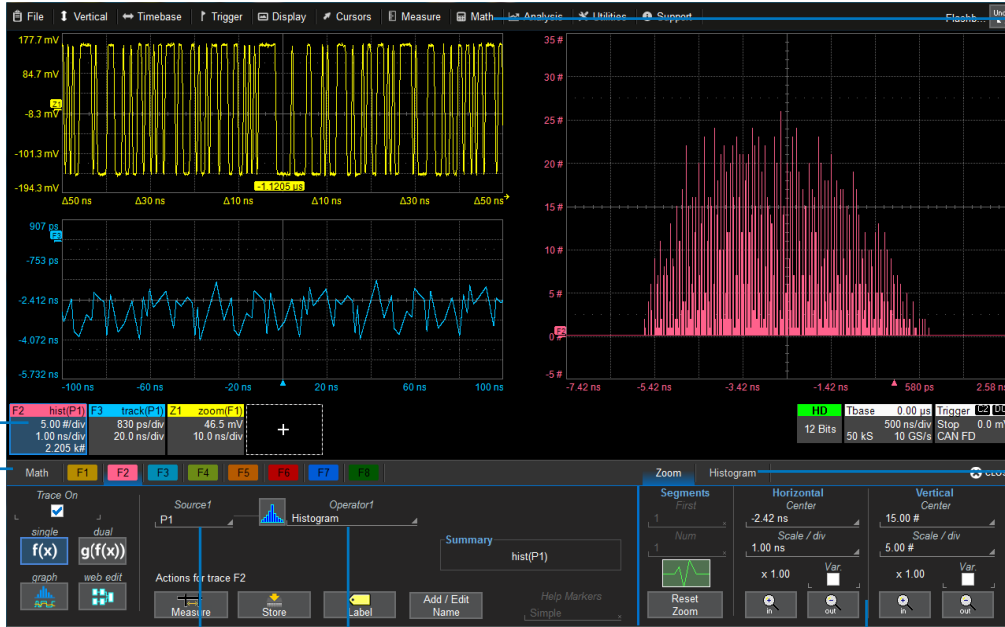 File Vertical Timebase Trigger Display Cursors Measure Math Analysis Utilities Support Flashb... Und
177.7 mV
84.7 mV
Z1
-8.3 mV
-101.3 mV
-194.3 mV
-1.1205 µs
Δ50 ns Δ30 ns Δ10 ns Δ10 ns Δ30 ns Δ50 ns
907 ps
F3
-753 ps
-2.412 ns
-4.072 ns
-5.732 ns
-100 ns -60 ns -20 ns 20 ns 60 ns 100 ns
35 #
30 #
25 #
20 #
15 #
10 #
5 #
F2
0 #
-5 #
-7.42 ns -5.42 ns -3.42 ns -1.42 ns 580 ps 2.58 ns
F2 hist(P1) F3 track(P1) Z1 zoom(F1)
5.00 #/div 830 ps/div 46.5 mV
1.00 ns/div 20.0 ns/div 10.0 ns/div
2.205 k#
HD Tbase 0.00 µs Trigger C2 DC
12 Bits 500 ns/div Stop 0.0 mV
50 kS 10 GS/s CAN FD
Math F1 F2 F3 F4 F5 F6 F7 F8 Zoom Histogram CLOS
Trace On
single dual
f(x) g(f(x))
graph web edit
Source1
P1
Operator1
Histogram
Summary
hist(P1)
Actions for trace F2
Measure Store Label Add / Edit Name
Help Markers
Simple
Segments
First
1
Num
1
Reset Zoom
Horizontal
Center
-2.42 ns
Scale / div
1.00 ns
x 1.00 Var.
in out
Vertical
Center
15.00 #
Scale / div
5.00 #
x 1.00 Var.
in out